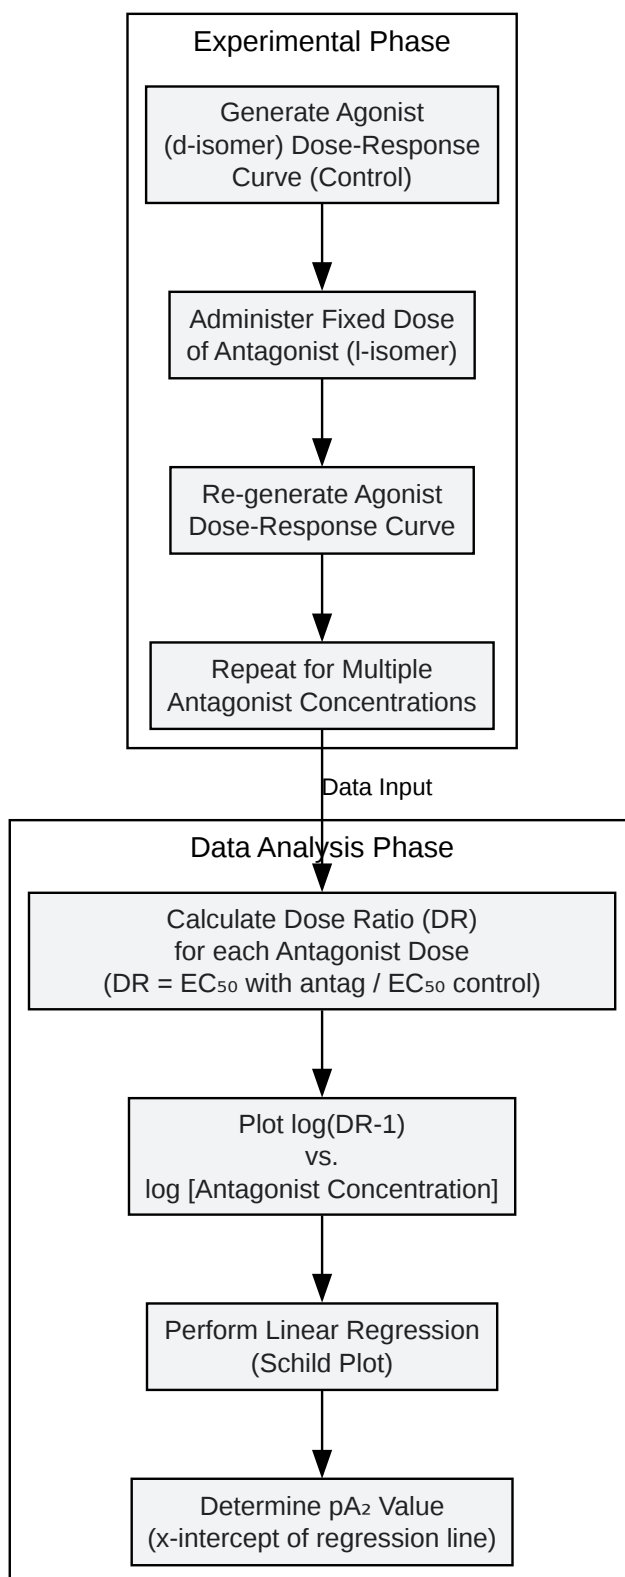 Experimental Phase
Generate Agonist
(d-isomer) Dose-Response
Curve (Control)
Administer Fixed Dose
of Antagonist (l-isomer)
Re-generate Agonist
Dose-Response Curve
Repeat for Multiple
Antagonist Concentrations
Data Input
Data Analysis Phase
Calculate Dose Ratio (DR)
for each Antagonist Dose
(DR = EC₅₀ with antag / EC₅₀ control)
Plot log(DR-1)
vs.
log [Antagonist Concentration]
Perform Linear Regression
(Schild Plot)
Determine pA₂ Value
(x-intercept of regression line)